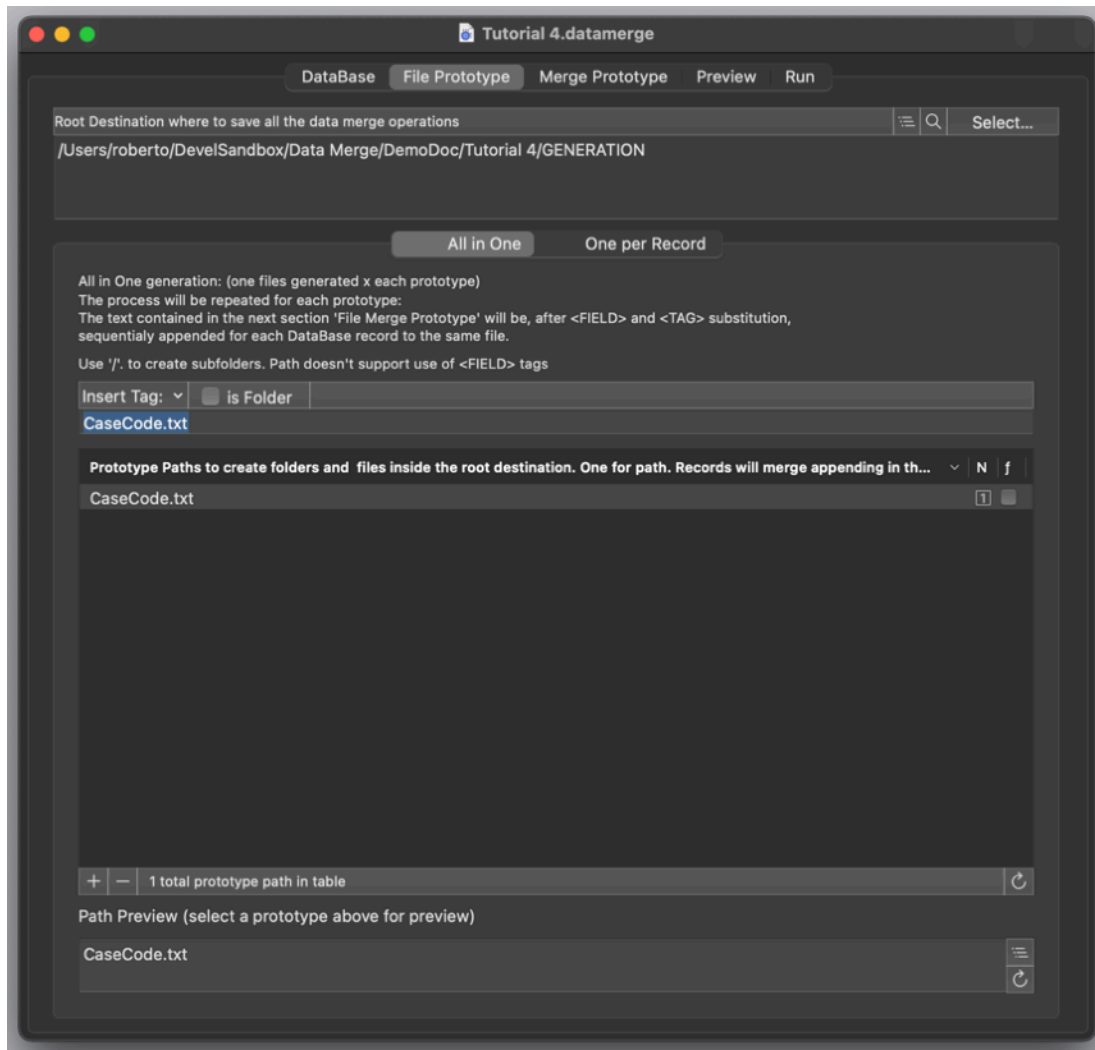 Tutorial 4.datamerge
DataBase File Prototype Merge Prototype Preview Run
Root Destination where to save all the data merge operations Select...
/Users/roberto/DevelSandbox/Data Merge/DemoDoc/Tutorial 4/GENERATION
All in One One per Record
All in One generation: (one files generated x each prototype)
The process will be repeated for each prototype:
The text contained in the next section 'File Merge Prototype' will be, after <FIELD> and <TAG> substitution,
sequentialy appended for each DataBase record to the same file.
Use '/'. to create subfolders. Path doesn't support use of <FIELD> tags
Insert Tag: is Folder
CaseCode.txt
Prototype Paths to create folders and files inside the root destination. One for path. Records will merge appending in th... N ƒ
CaseCode.txt 1
+ − 1 total prototype path in table
Path Preview (select a prototype above for preview)
CaseCode.txt